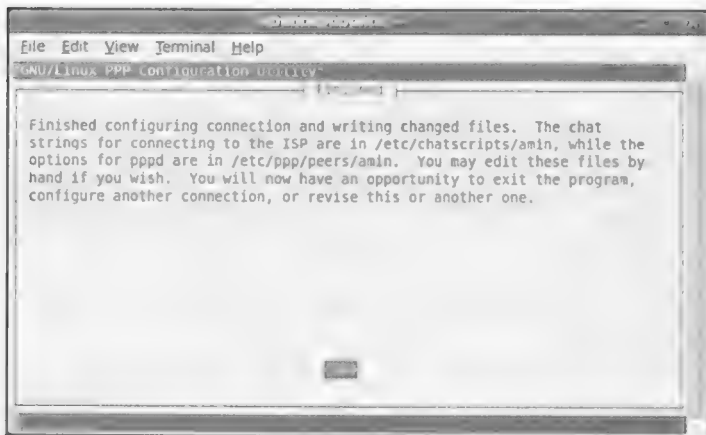 File Edit View Terminal Help
GNU/Linux PPP Configuration Utility
Finished configuring connection and writing changed files.  The chat
strings for connecting to the ISP are in /etc/chatscripts/amin, while the
options for pppd are in /etc/ppp/peers/amin.  You may edit these files by
hand if you wish.  You will now have an opportunity to exit the program,
configure another connection, or revise this or another one.